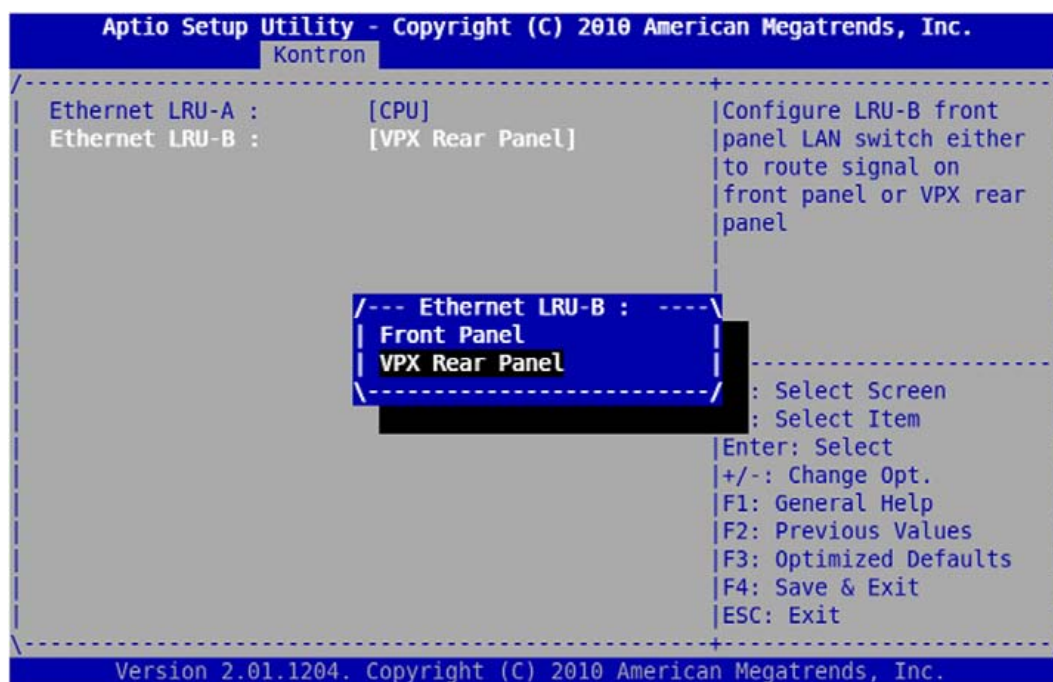 Aptio Setup Utility - Copyright (C) 2010 American Megatrends, Inc.
Kontron
Ethernet LRU-A : [CPU]
Ethernet LRU-B : [VPX Rear Panel]
Configure LRU-B front
panel LAN switch either
to route signal on
front panel or VPX rear
panel
/--- Ethernet LRU-B : ----\
Front Panel
VPX Rear Panel
: Select Screen
: Select Item
Enter: Select
+/-: Change Opt.
F1: General Help
F2: Previous Values
F3: Optimized Defaults
F4: Save & Exit
ESC: Exit
Version 2.01.1204. Copyright (C) 2010 American Megatrends, Inc.